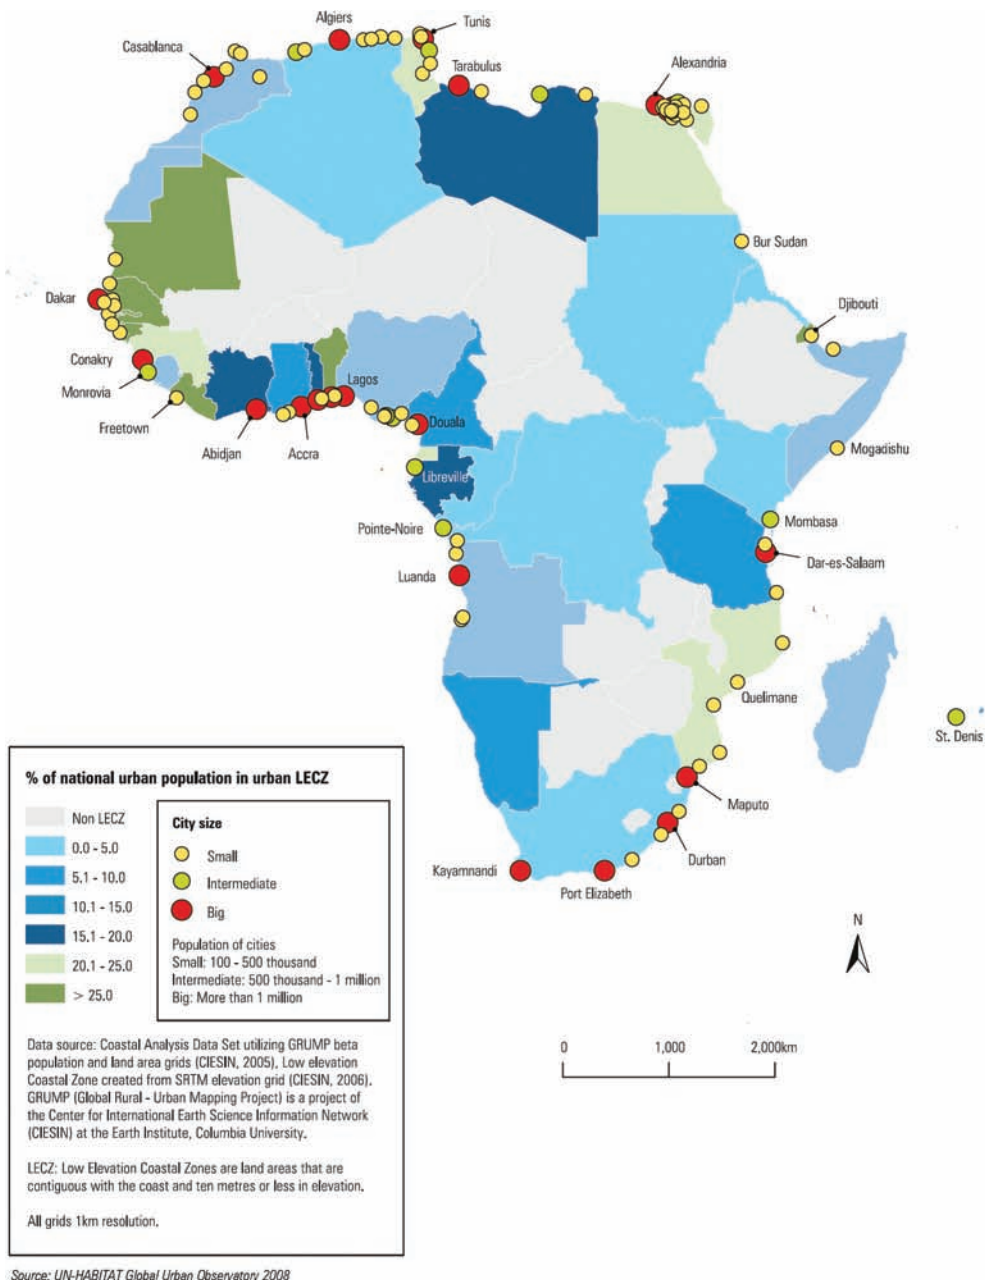 Algiers
Tunis
Casablanca
Tarabulus
Alexandria
Bur Sudan
Dakar
Djibouti
Conakry
Lagos
Monrovia
Freetown
Douala
Abidjan
Accra
Mogadishu
Libreville
Pointe-Noire
Mombasa
Dar-es-Salaam
Luanda
Quelimane
St. Denis
Maputo
Durban
Kayamnandi
Port Elizabeth
% of national urban population in urban LECZ
Non LECZ
0.0 - 5.0
5.1 - 10.0
10.1 - 15.0
15.1 - 20.0
20.1 - 25.0
> 25.0
City size
Small
Intermediate
Big
Population of cities
Small: 100 - 500 thousand
Intermediate: 500 thousand - 1 million
Big: More than 1 million
Data source: Coastal Analysis Data Set utilizing GRUMP beta
population and land area grids (CIESIN, 2005). Low elevation
Coastal Zone created from SRTM elevation grid (CIESIN, 2006).
GRUMP (Global Rural - Urban Mapping Project) is a project of
the Center for International Earth Science Information Network
(CIESIN) at the Earth Institute, Columbia University.
LECZ: Low Elevation Coastal Zones are land areas that are
contiguous with the coast and ten metres or less in elevation.
All grids 1km resolution.
N
0 1,000 2,000km
Source: UN-HABITAT Global Urban Observatory 2008